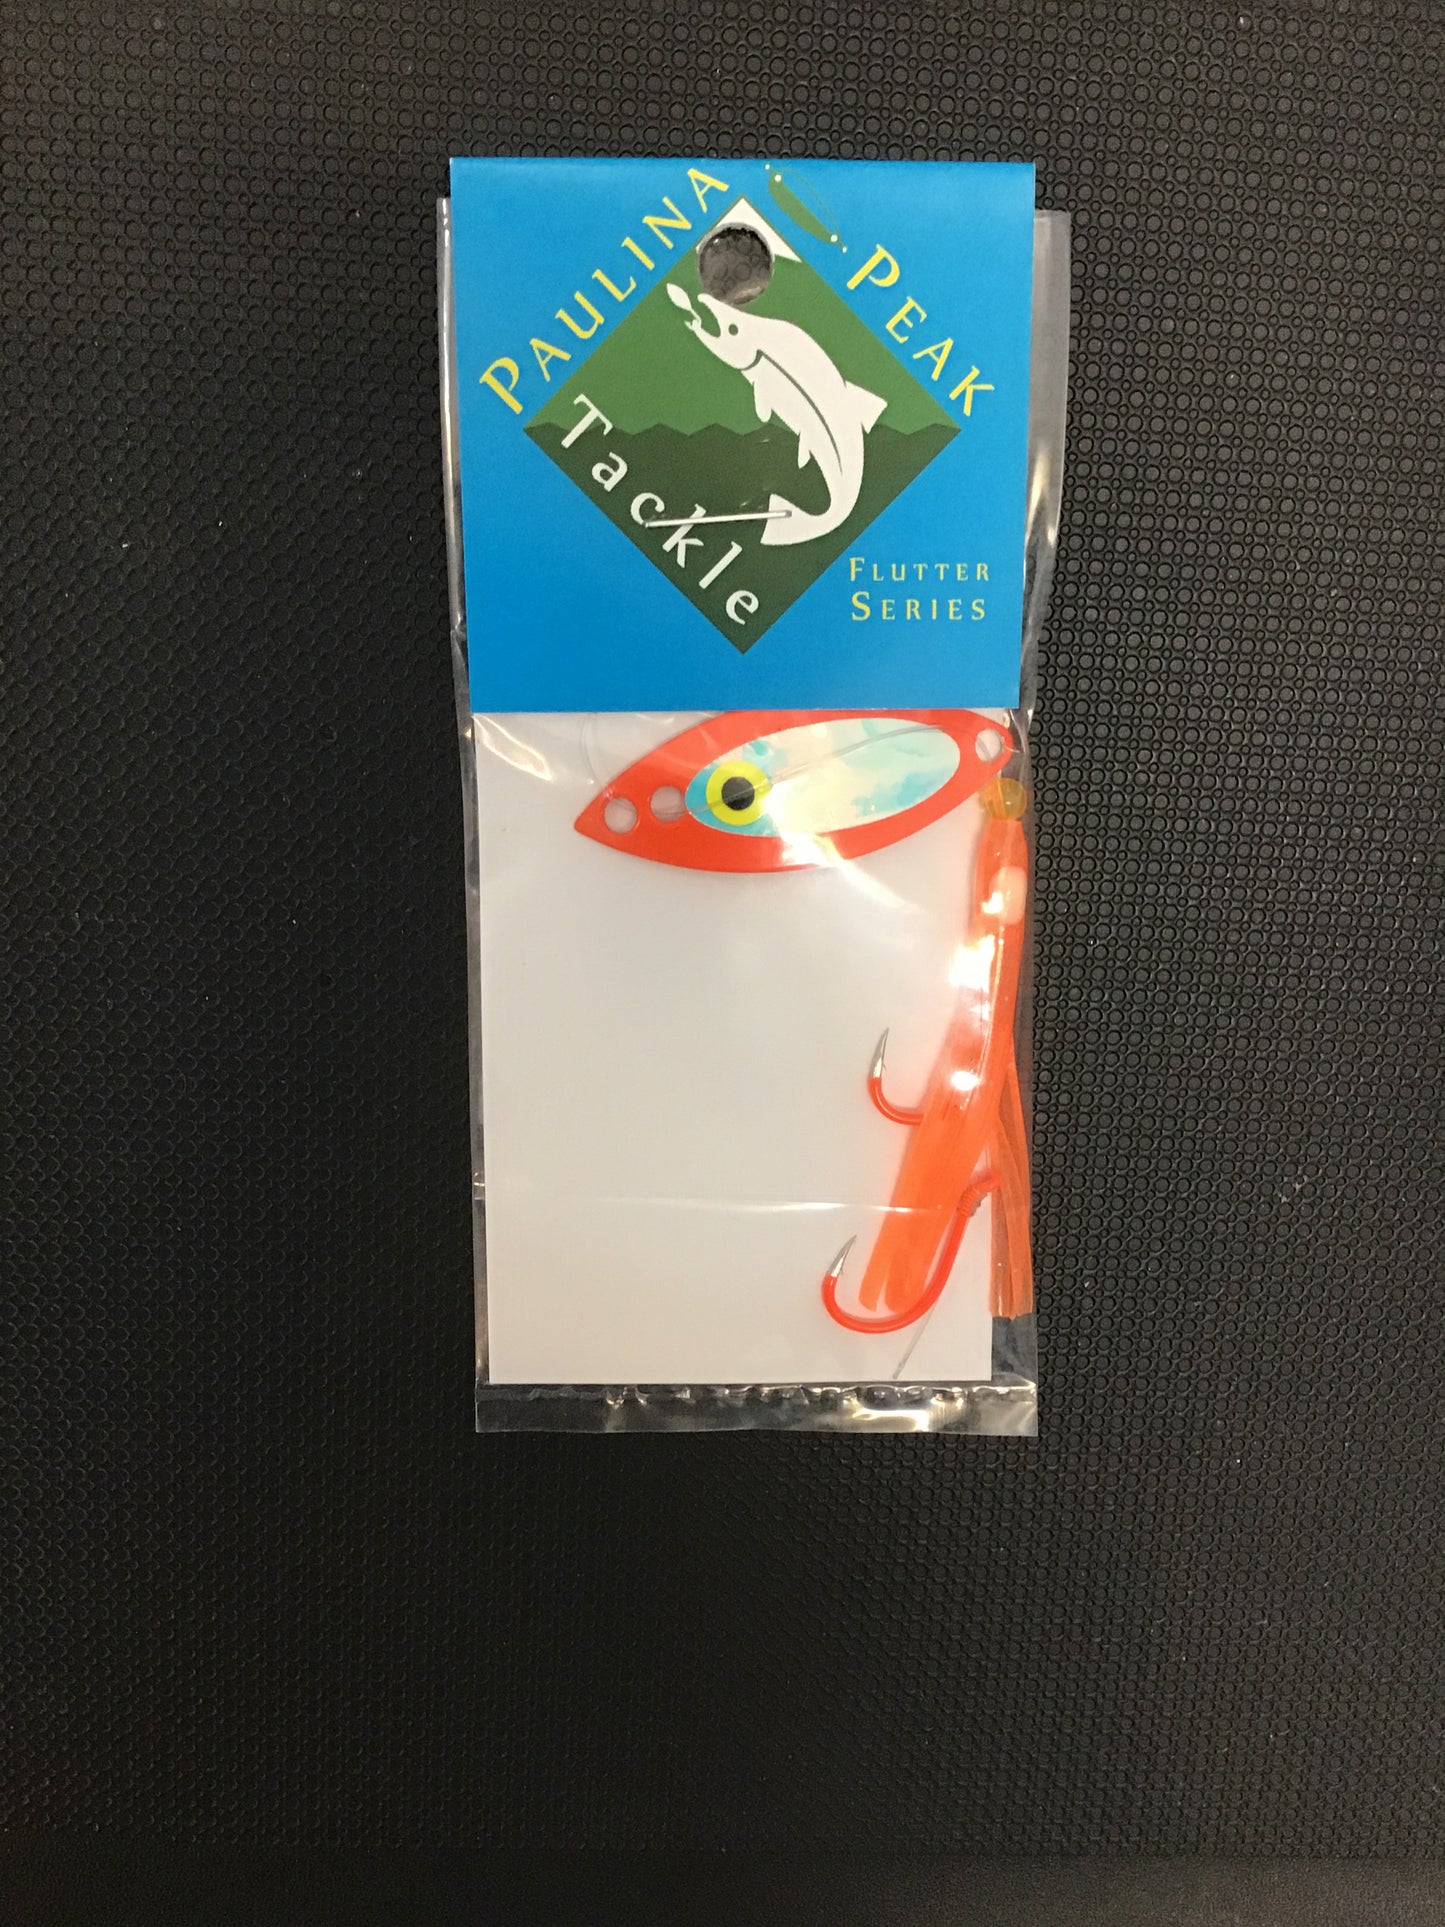 Paulina Peak
Tackle
Flutter
Series